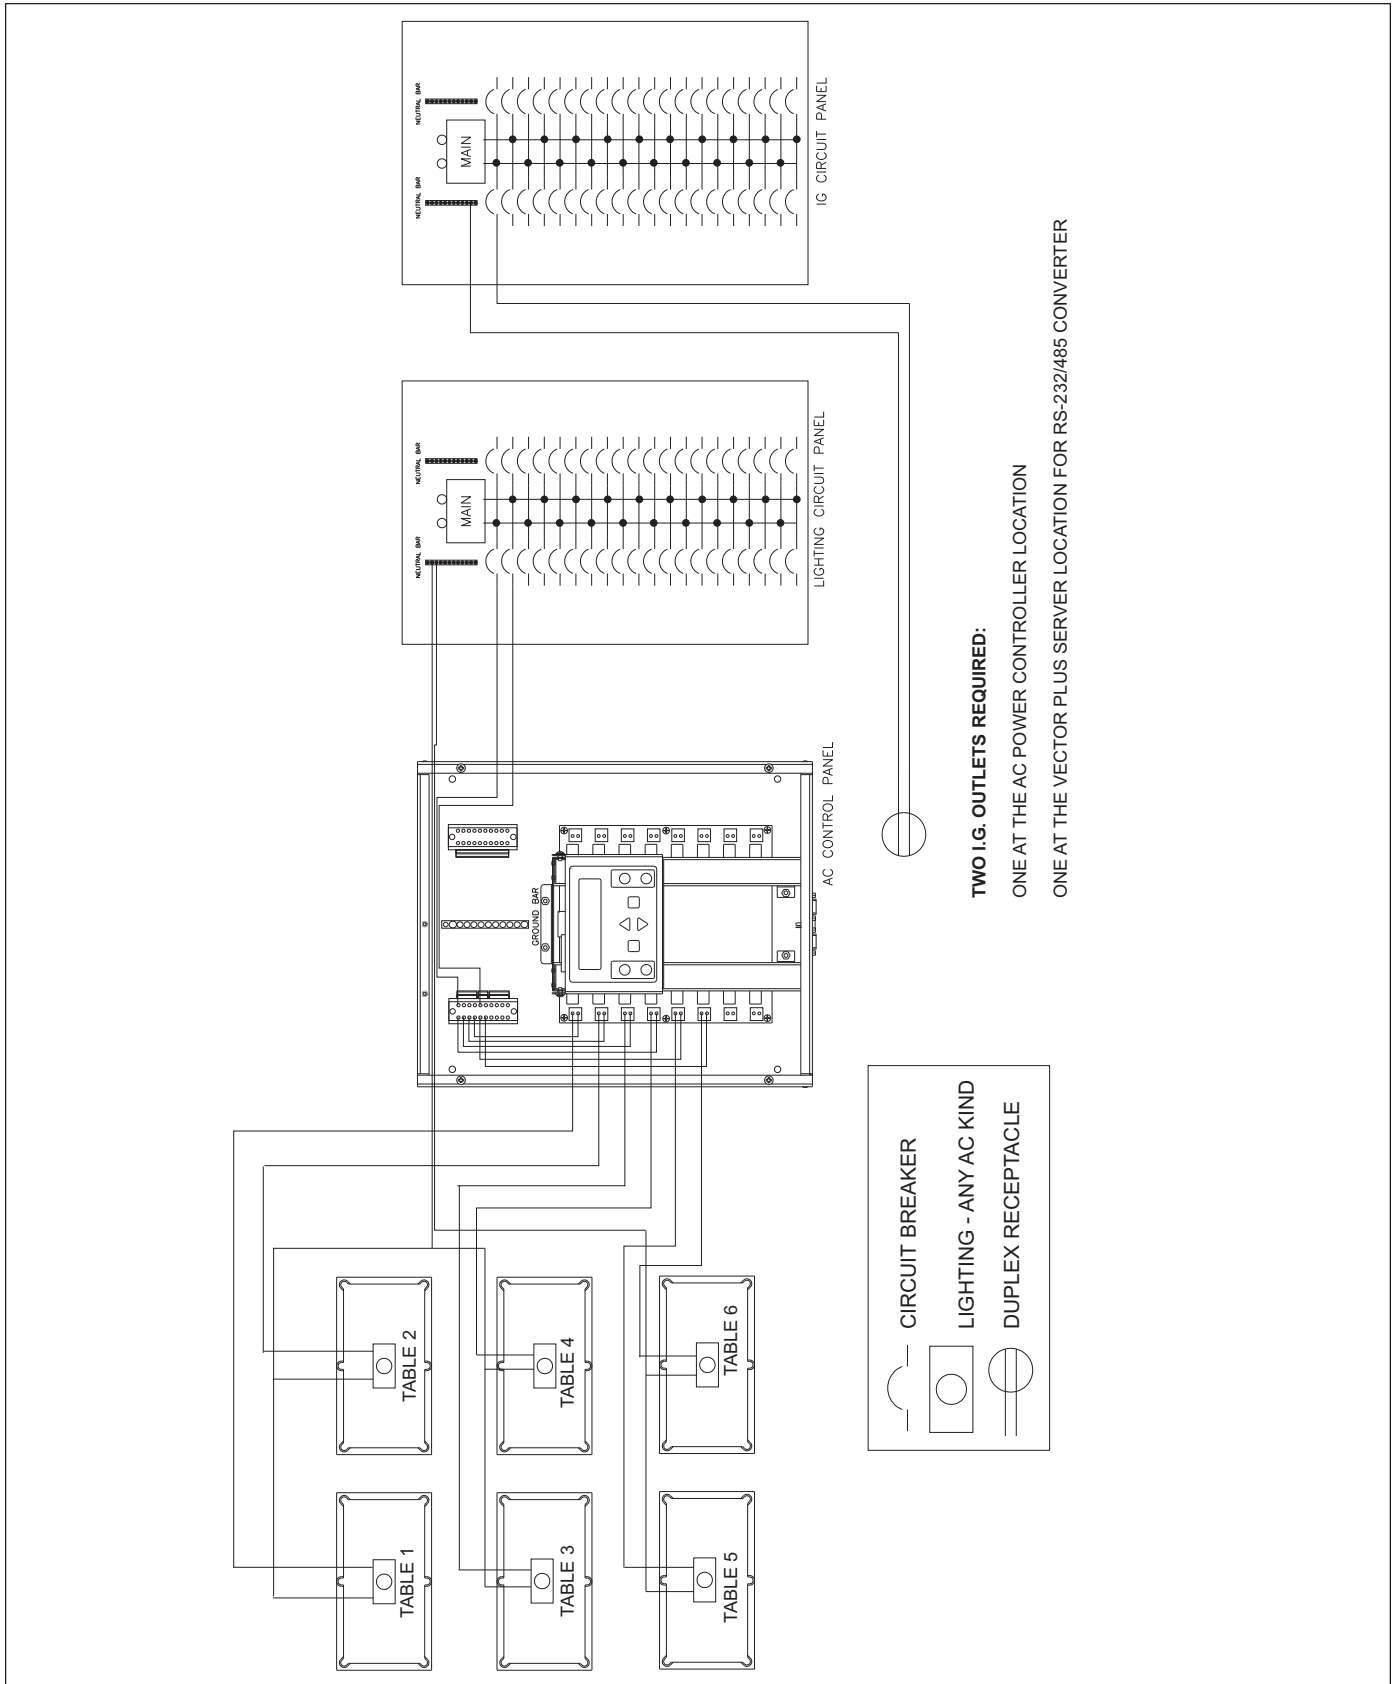 NEUTRAL BAR
NEUTRAL BAR
MAIN
IG CIRCUIT PANEL
NEUTRAL BAR
NEUTRAL BAR
MAIN
LIGHTING CIRCUIT PANEL
GROUND BAR
AC CONTROL PANEL
TWO I.G. OUTLETS REQUIRED:
ONE AT THE AC POWER CONTROLLER LOCATION
ONE AT THE VECTOR PLUS SERVER LOCATION FOR RS-232/485 CONVERTER
TABLE 1
TABLE 2
TABLE 3
TABLE 4
TABLE 5
TABLE 6
CIRCUIT BREAKER
LIGHTING - ANY AC KIND
DUPLEX RECEPTACLE